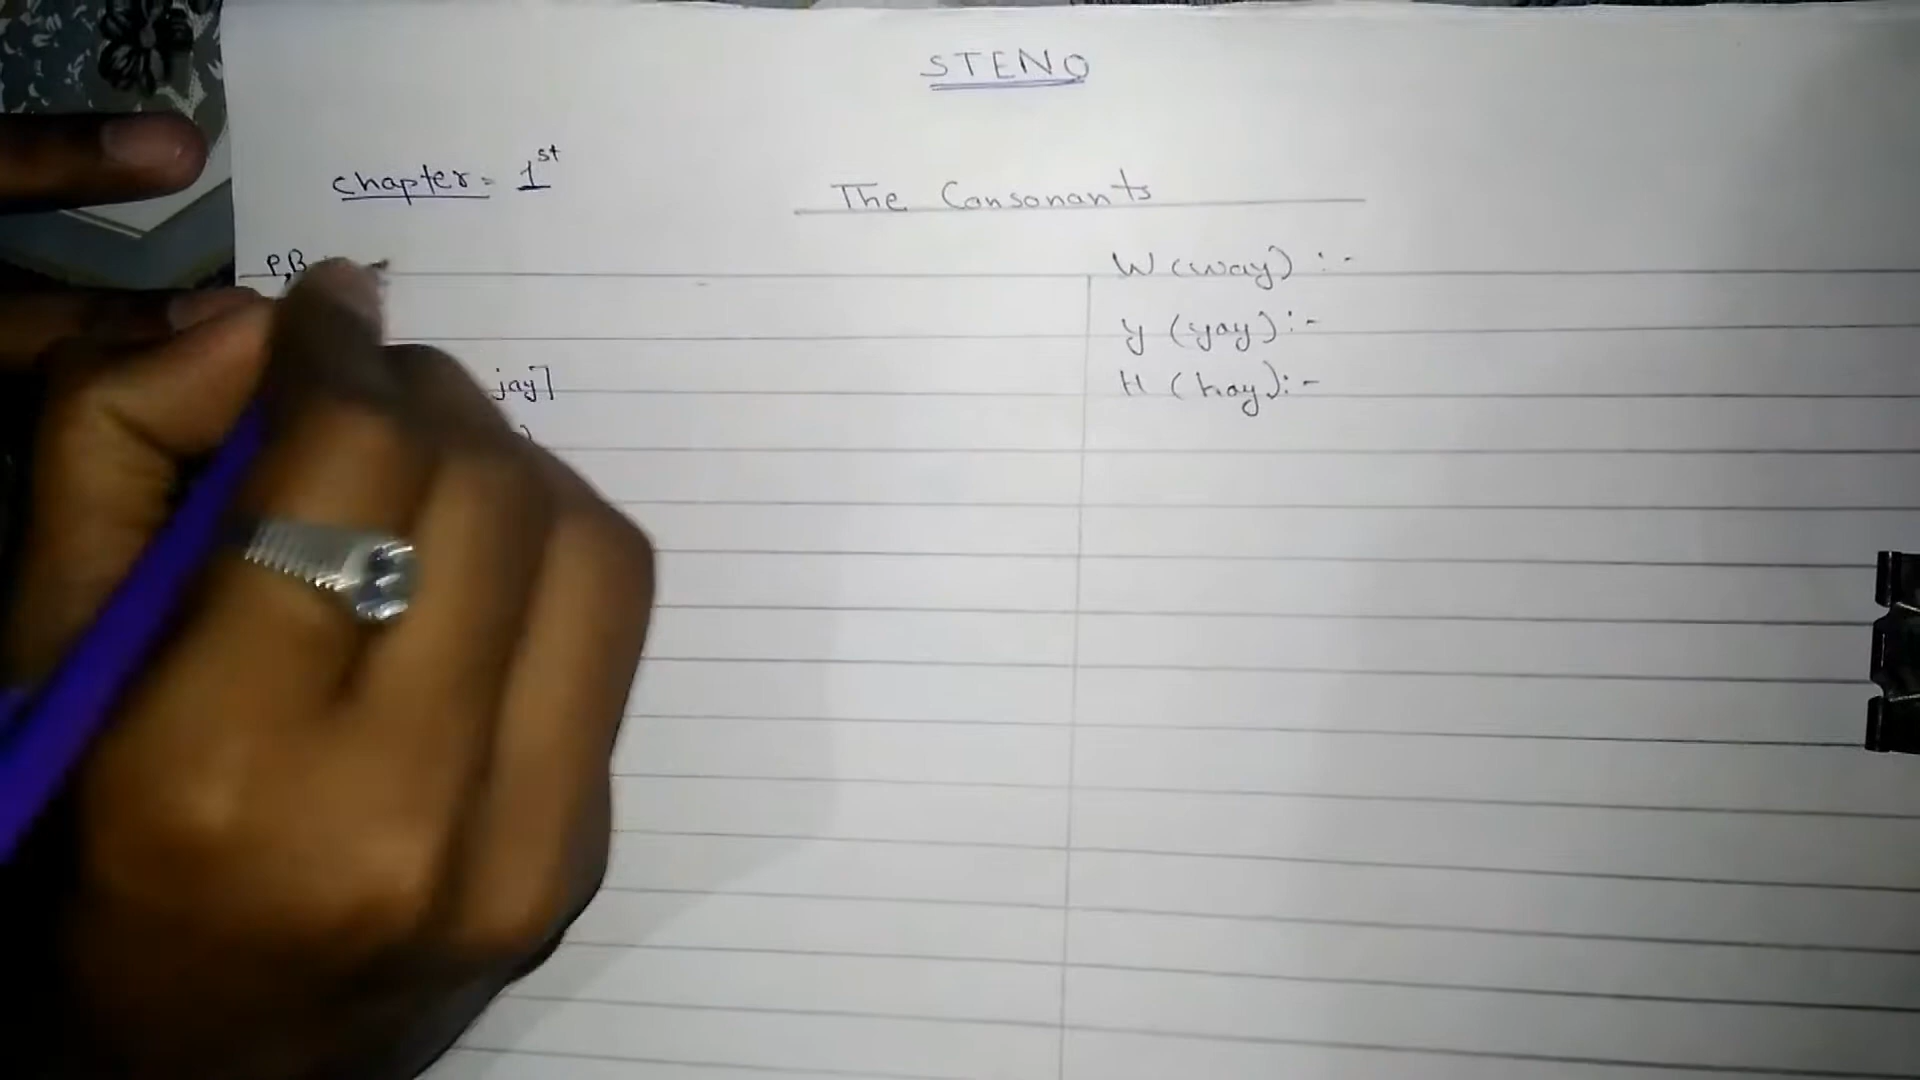 STENO
chapter = 1st
The Consonants
P,B
jay]
W (way) :-
y (yay) :-
H (hay) :-